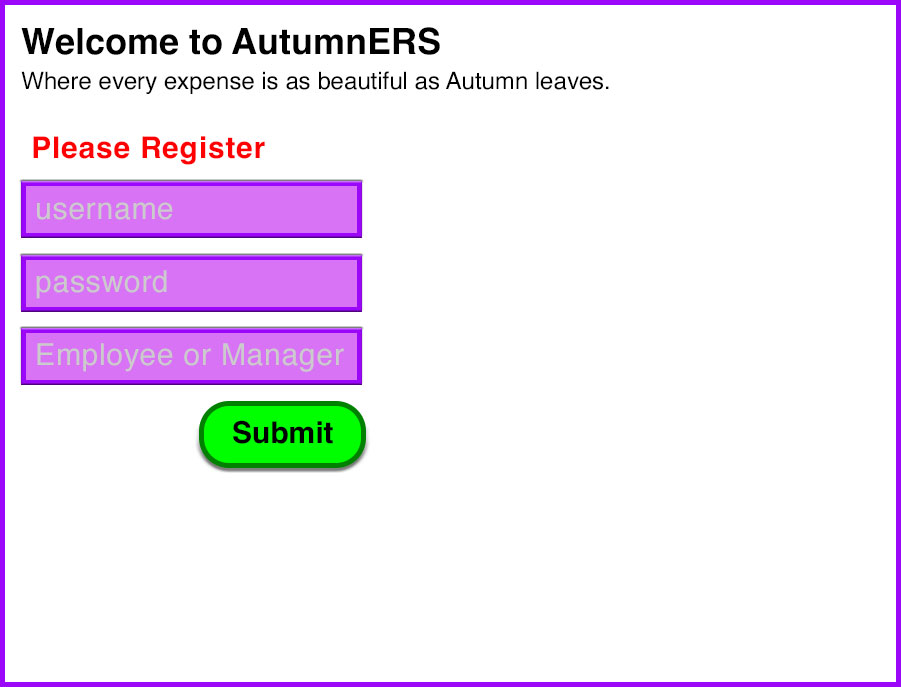 Welcome to AutumnERS
Where every expense is as beautiful as Autumn leaves.
Please Register
username
password
Employee or Manager
Submit